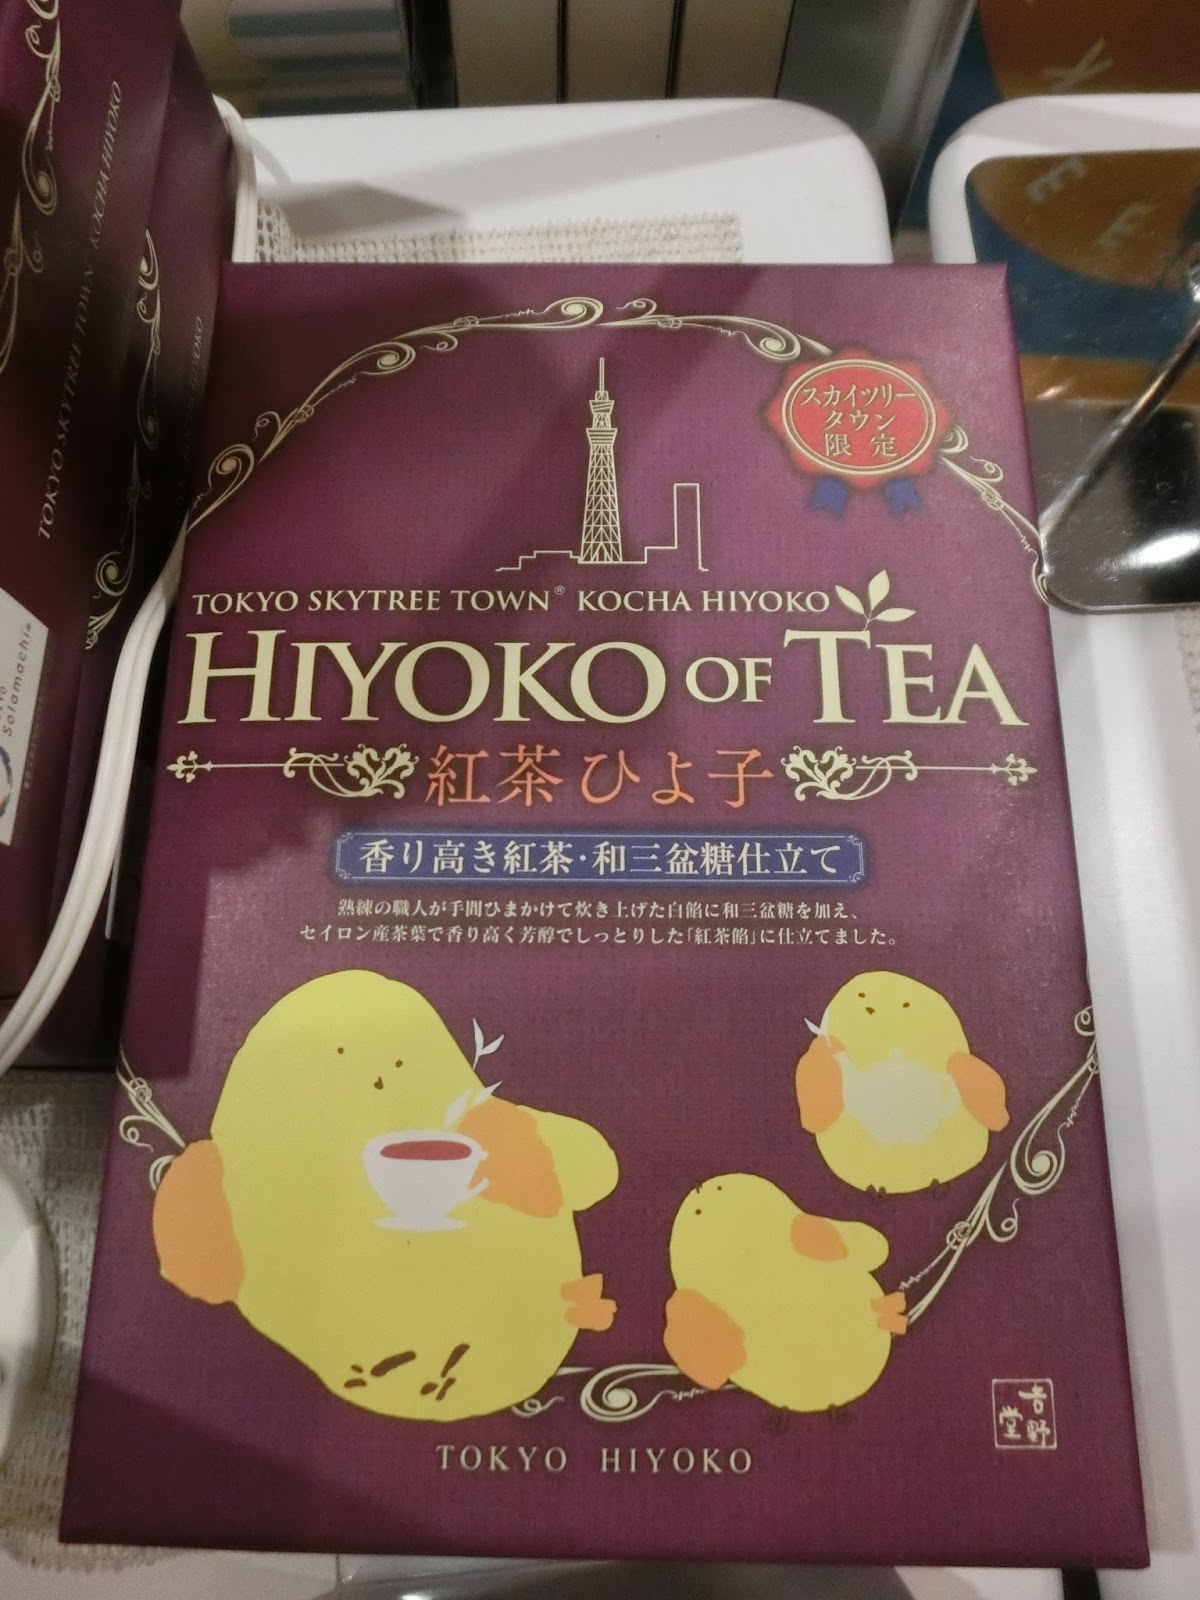 スカイツリー
タウン
限定
TOKYO SKYTREE TOWN® KOCHA HIYOKO
HIYOKO OF TEA
紅茶ひよ子
香り高き紅茶・和三盆糖仕立て
熟練の職人が手間ひまかけて炊き上げた白餡に和三盆糖を加え、
セイロン産茶葉で香り高く芳醇でしっとりした「紅茶餡」に仕立てました。
TOKYO HIYOKO
吉野
堂
TOKYO SKYTREE TOWN® KOCHA HIYOKO
Solamachi